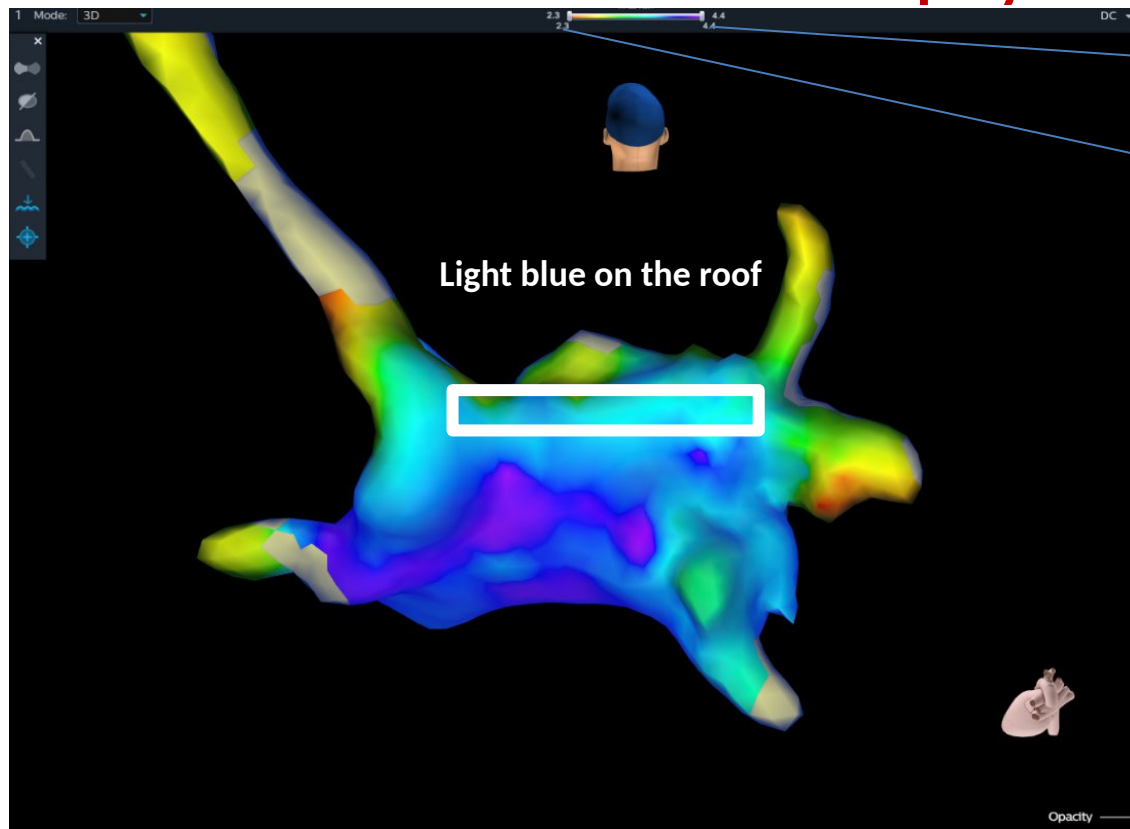 1 Mode: 3D
2.3 4.4
2.3 4.4
DC
Light blue on the roof
Opacity